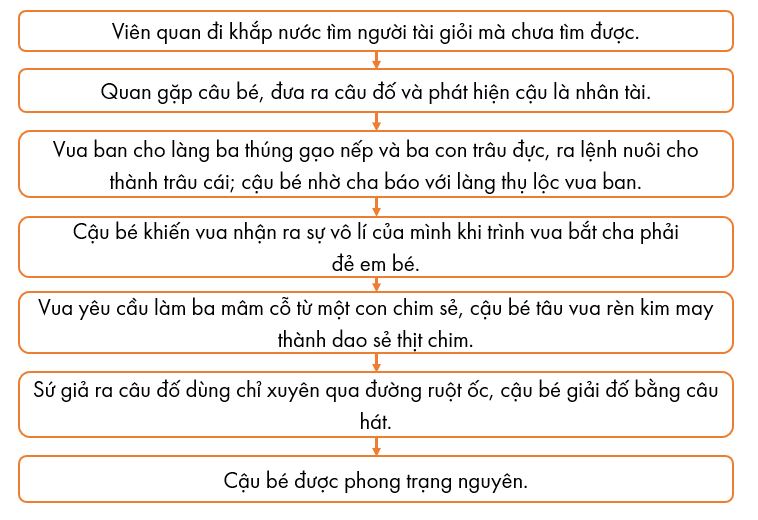 Viên quan đi khắp nước tìm người tài giỏi mà chưa tìm được.
Quan gặp câu bé, đưa ra câu đố và phát hiện cậu là nhân tài.
Vua ban cho làng ba thúng gạo nếp và ba con trâu đực, ra lệnh nuôi cho
thành trâu cái; cậu bé nhờ cha báo với làng thụ lộc vua ban.
Cậu bé khiến vua nhận ra sự vô lí của mình khi trình vua bắt cha phải
đẻ em bé.
Vua yêu cầu làm ba mâm cỗ từ một con chim sẻ, cậu bé tâu vua rèn kim may
thành dao sẻ thịt chim.
Sứ giả ra câu đố dùng chỉ xuyên qua đường ruột ốc, cậu bé giải đố bằng câu
hát.
Cậu bé được phong trạng nguyên.